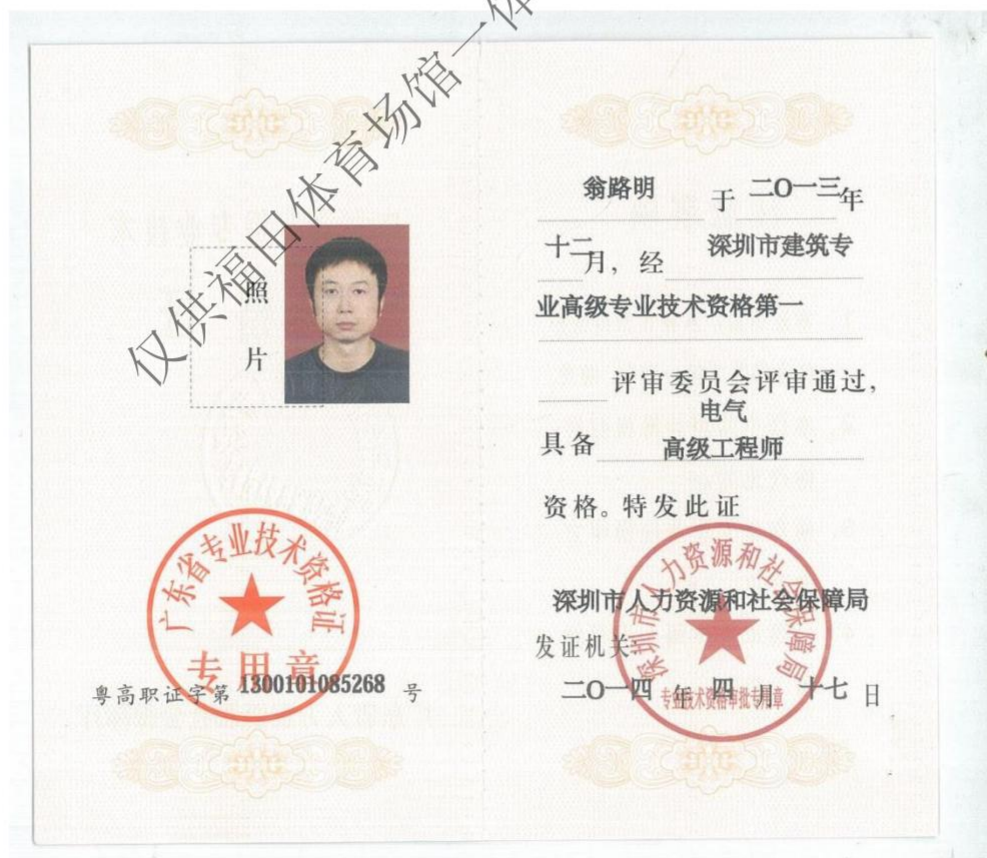 仅供福田体育场馆一体
照
片
广东省专业技术资格证
专用章
粤高职证字第 1300101085268 号
翁路明 于 二O一三年
十二月，经 深圳市建筑专
业高级专业技术资格第一
评审委员会评审通过，
电气
具备 高级工程师
资格。特发此证
深圳市人力资源和社会保障局
深圳市人力资源和社会保障局
发证机关：
二O一四 年 四 月 十七 日
专业技术资格审批专用章